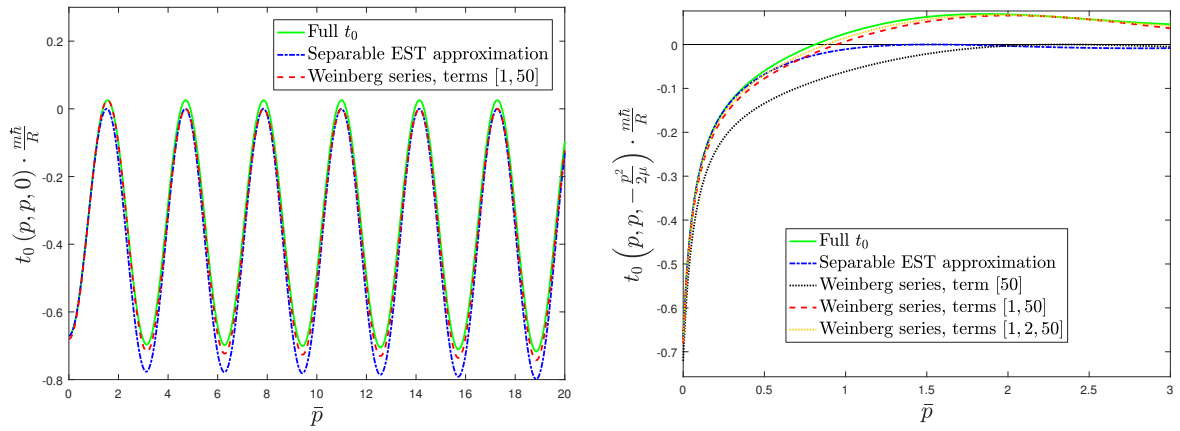 0.2
0
-0.2
-0.4
-0.6
-0.8
t₀ (p, p, 0) · mħ/R
Full t₀
Separable EST approximation
Weinberg series, terms [1, 50]
0 2 4 6 8 10 12 14 16 18 20
p̄
0
-0.1
-0.2
-0.3
-0.4
-0.5
-0.6
-0.7
t₀ (p, p, −p²/2μ) · mħ/R
Full t₀
Separable EST approximation
Weinberg series, term [50]
Weinberg series, terms [1, 50]
Weinberg series, terms [1, 2, 50]
0 0.5 1 1.5 2 2.5 3
p̄